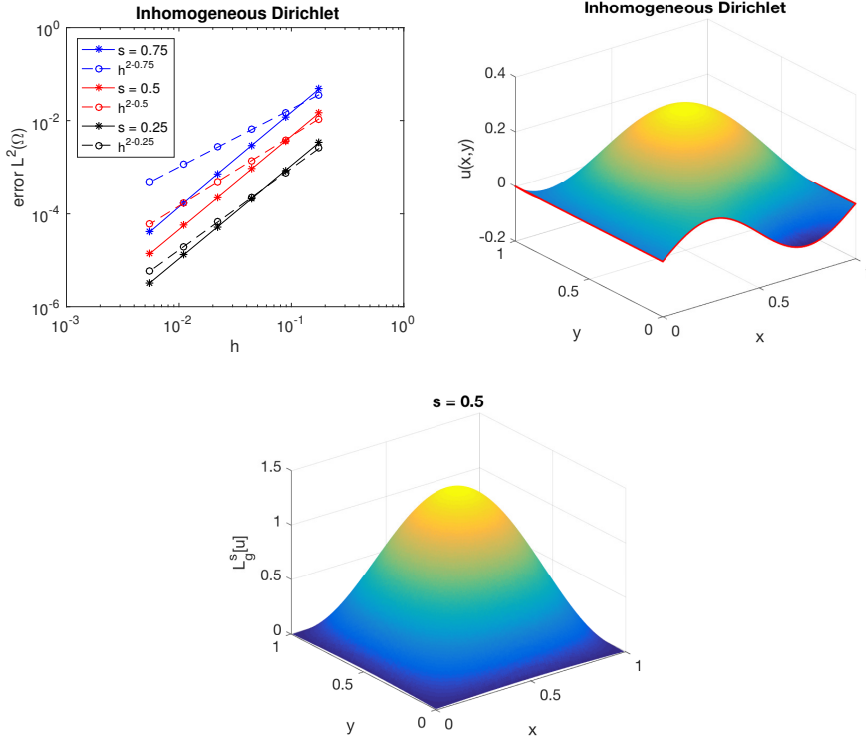 Inhomogeneous Dirichlet
10^0
10^-2
10^-4
10^-6
error L^2(Ω)
s = 0.75
h^2-0.75
s = 0.5
h^2-0.5
s = 0.25
h^2-0.25
10^-3
10^-2
10^-1
10^0
h
Inhomogeneous Dirichlet
0.4
0.2
0
-0.2
u(x,y)
1
0.5
0
y
0
0.5
x
s = 0.5
1.5
1
0.5
0
L_g^s[u]
1
0.5
0
y
0
0.5
1
x